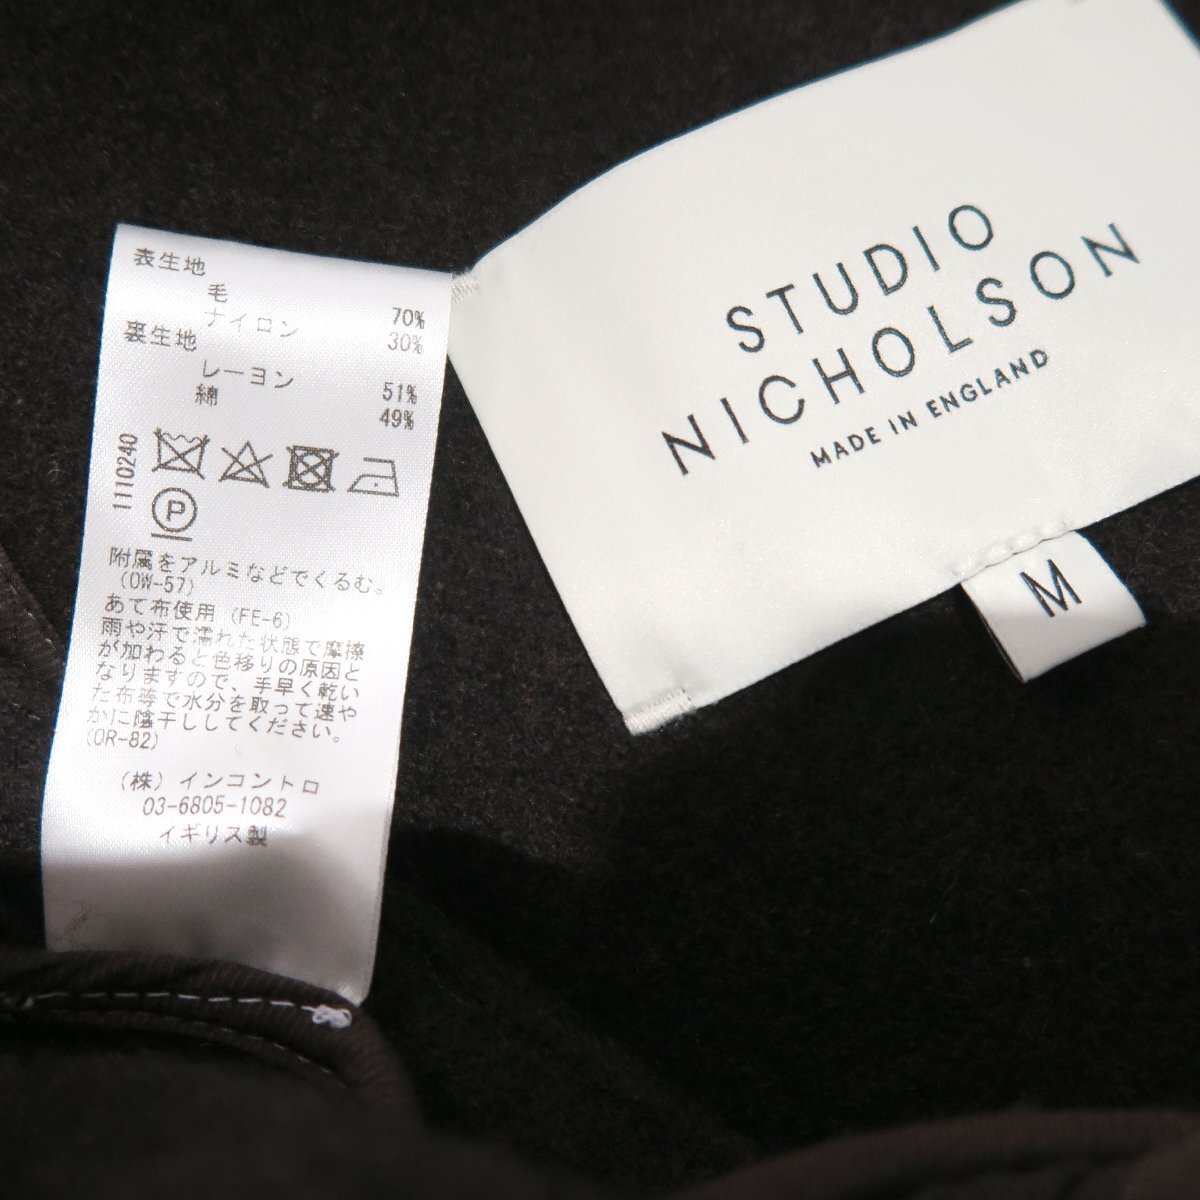 表生地
毛 70%
ナイロン 30%
裏生地
レーヨン 51%
綿 49%
1110240
P
附属をアルミなどでくるむ。
(OW-57)
あて布使用 (FE-6)
雨や汗で濡れた状態で摩擦
が加わると色移りの原因と
なりますので、手早く乾い
た布等で水分を取って速や
かに陰干ししてください。
(OR-82)
(株) インコントロ
03-6805-1082
イギリス製
STUDIO
NICHOLSON
MADE IN ENGLAND
M